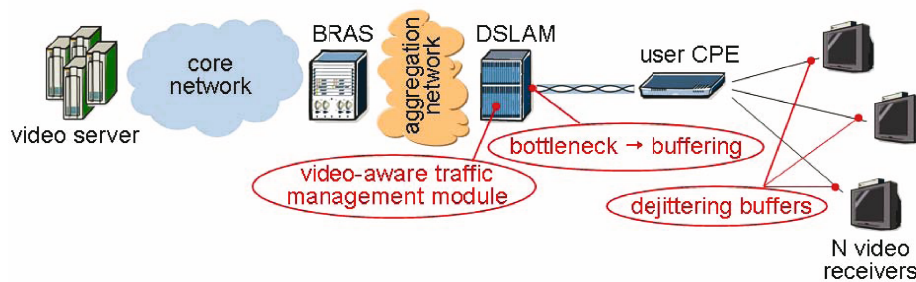 video server
core
network
BRAS
aggregation
network
DSLAM
user CPE
bottleneck → buffering
video-aware traffic
management module
dejittering buffers
N video
receivers